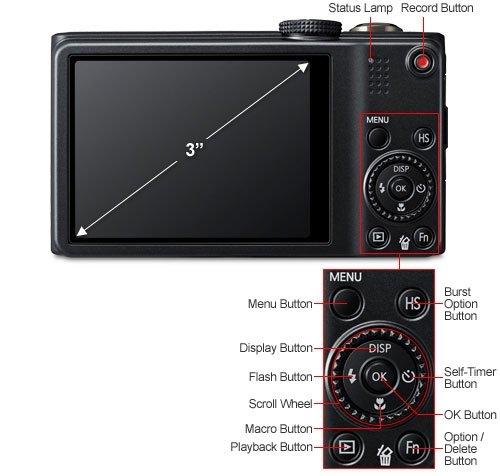 Status Lamp
Record Button
3”
MENU
HS
DISP
OK
Fn
MENU
Menu Button
HS
Burst
Option
Button
Display Button
DISP
Flash Button
OK
Self-Timer
Button
Scroll Wheel
OK Button
Macro Button
Playback Button
Fn
Option /
Delete
Button